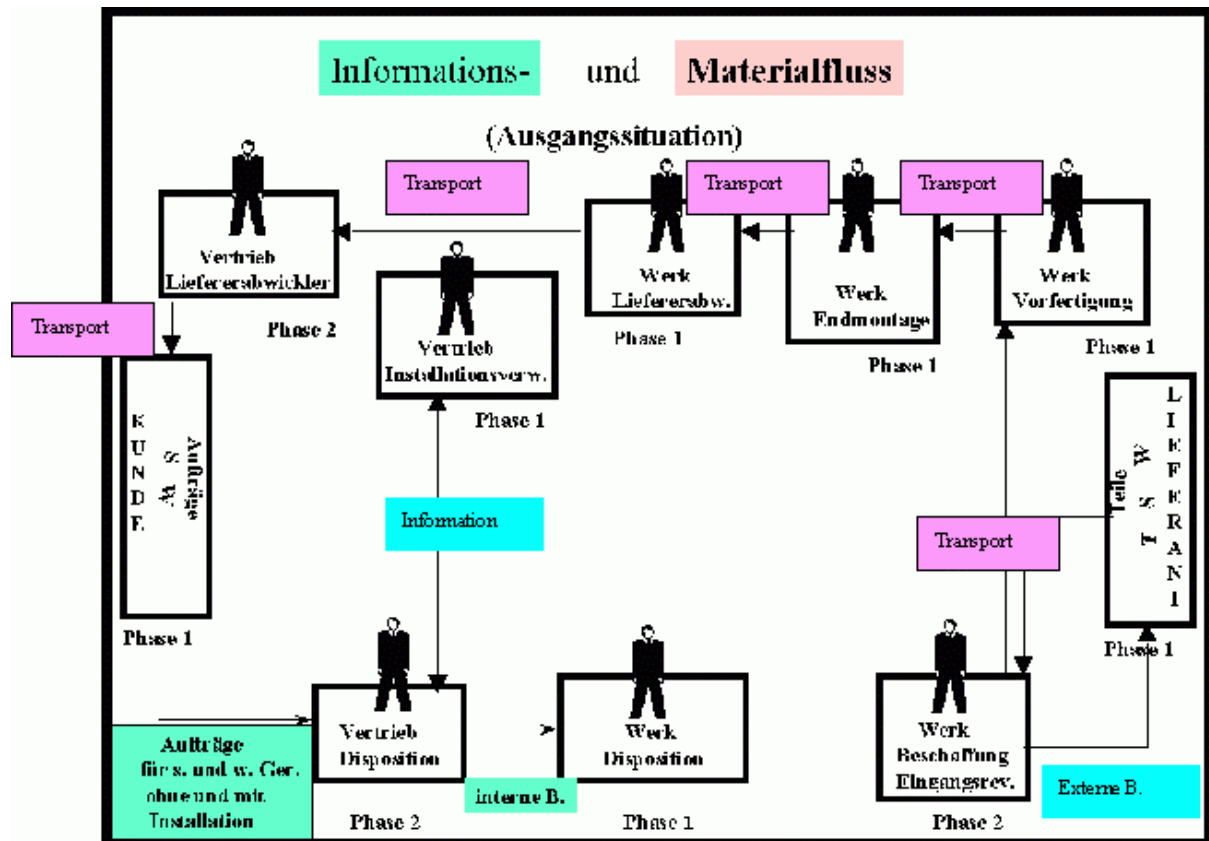 Informations- und Materialfluss
(Ausgangssituation)
Transport
Transport
Transport
Vertrieb
Liefererabwickler
Phase 2
Werk
Liefererabw.
Phase 1
Werk
Endmontage
Phase 1
Werk
Vorfertigung
Phase 1
Transport
Vertrieb
Installationsverw.
Phase 1
KUNDE
S W
Aufträge
Phase 1
Information
Transport
Teile
W S T
LIEFERANT
Phase 1
Aufträge
für s. und w. Ger.
ohne und mit
Installation
Vertrieb
Disposition
Phase 2
interne B.
Werk
Disposition
Phase 1
Werk
Beschaffung
Eingangsrev.
Phase 2
Externe B.